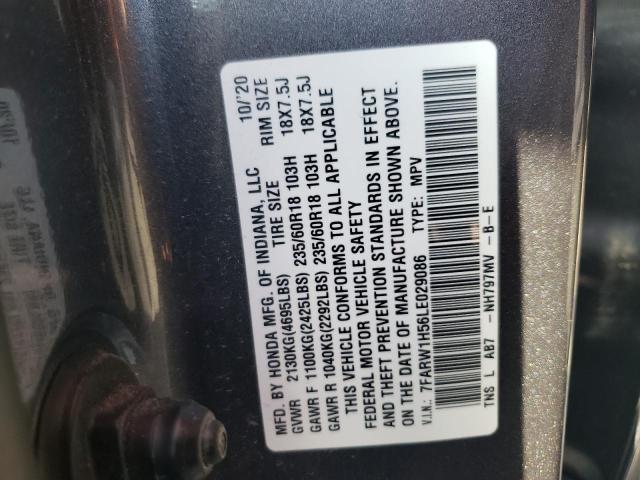 MFD. BY HONDA MFG. OF INDIANA, LLC 10/'20
GVWR 2130KG(4695LBS) TIRE SIZE RIM SIZE
GAWR F 1100KG(2425LBS) 235/60R18 103H 18X7.5J
GAWR R 1040KG(2292LBS) 235/60R18 103H 18X7.5J
THIS VEHICLE CONFORMS TO ALL APPLICABLE
FEDERAL MOTOR VEHICLE SAFETY
AND THEFT PREVENTION STANDARDS IN EFFECT
ON THE DATE OF MANUFACTURE SHOWN ABOVE.
V.I.N.: 7FARW1H56LE029086 TYPE: MPV
TNS L AB7 -NH797MV -B-E